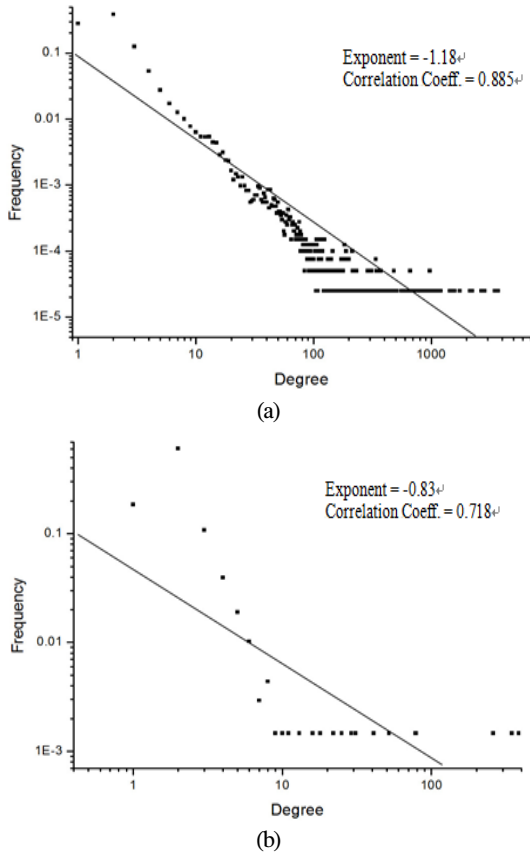 Exponent = -1.18↵
Correlation Coeff. = 0.885↵
0.1
0.01
1E-3
1E-4
1E-5
Frequency
1 10 100 1000
Degree
(a)
Exponent = -0.83↵
Correlation Coeff. = 0.718↵
0.1
0.01
1E-3
Frequency
1 10 100
Degree
(b)